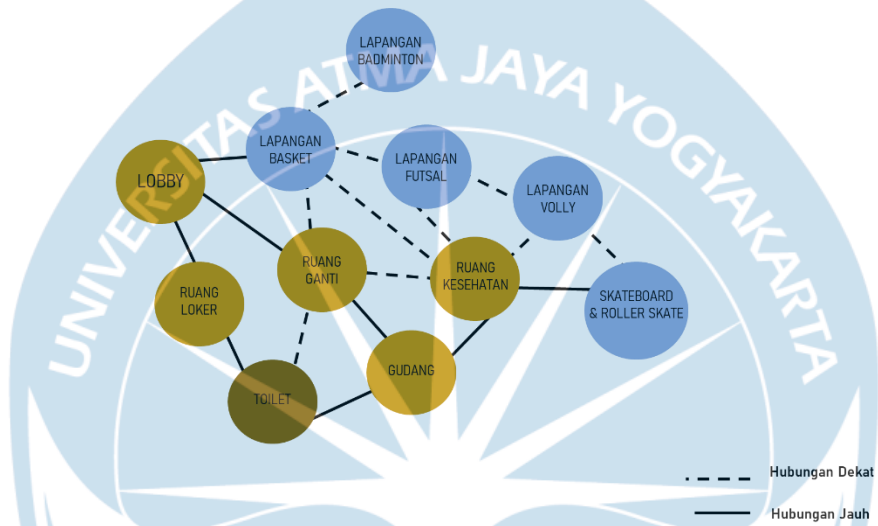 LAPANGAN
BADMINTON
LAPANGAN
BASKET
LAPANGAN
FUTSAL
LOBBY
LAPANGAN
VOLLY
RUANG
GANTI
RUANG
KESEHATAN
RUANG
LOKER
SKATEBOARD
& ROLLER SKATE
GUDANG
TOILET
Hubungan Dekat
Hubungan Jauh
UNIVERSITAS ATMA JAYA YOGYAKARTA